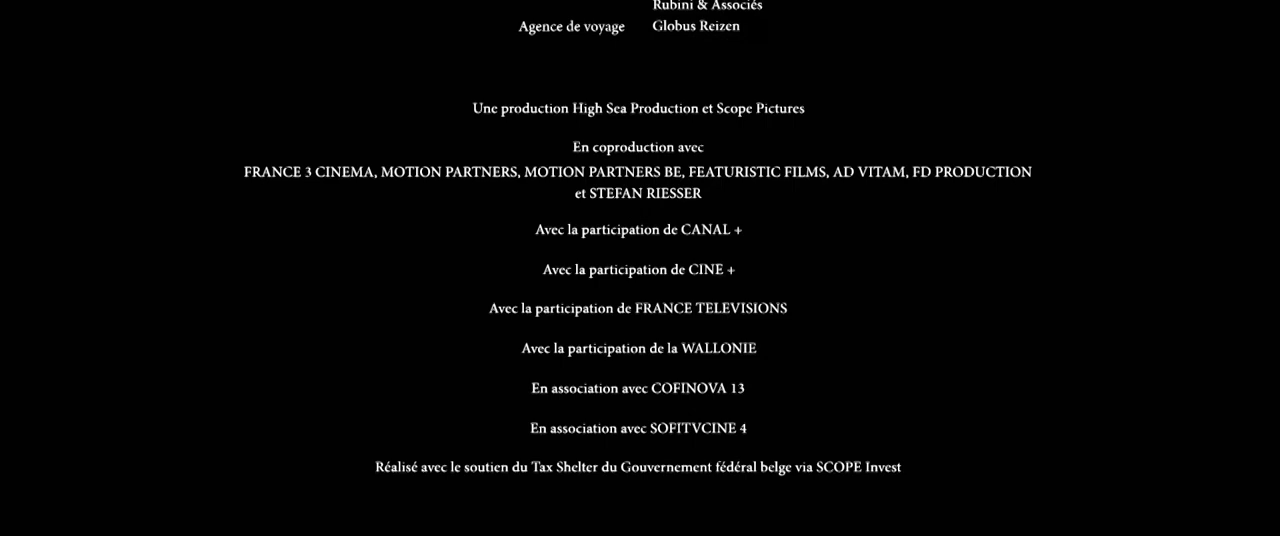 Rubini & Associés
Agence de voyage Globus Reizen
Une production High Sea Production et Scope Pictures
En coproduction avec
FRANCE 3 CINEMA, MOTION PARTNERS, MOTION PARTNERS BE, FEATURISTIC FILMS, AD VITAM, FD PRODUCTION
et STEFAN RIESSER
Avec la participation de CANAL +
Avec la participation de CINE +
Avec la participation de FRANCE TELEVISIONS
Avec la participation de la WALLONIE
En association avec COFINOVA 13
En association avec SOFITVCINE 4
Réalisé avec le soutien du Tax Shelter du Gouvernement fédéral belge via SCOPE Invest